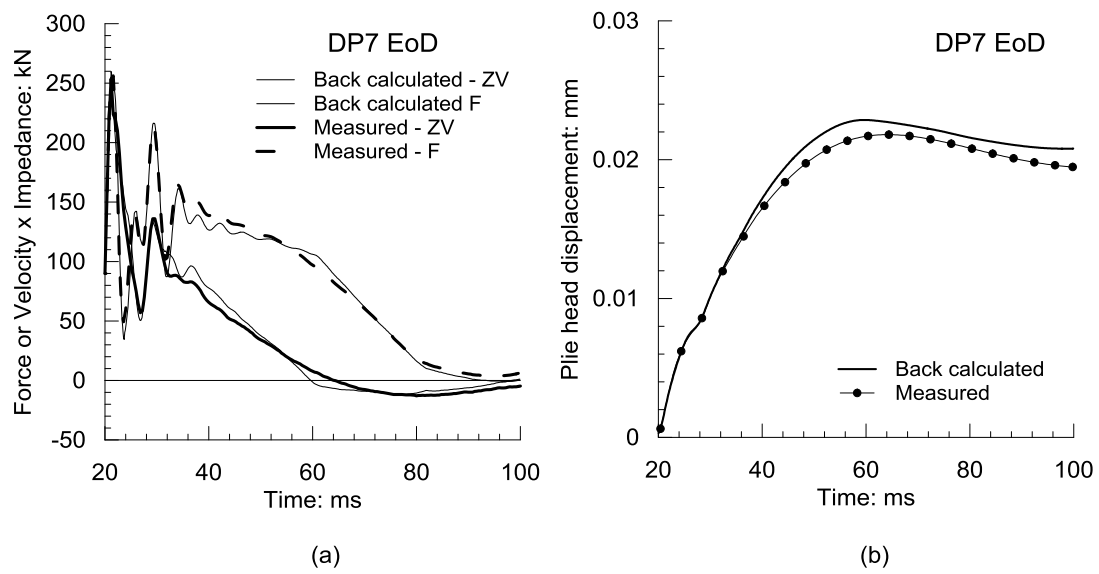 300
250
200
150
100
50
0
-50
Force or Velocity x Impedance: kN
DP7 EoD
Back calculated - ZV
Back calculated F
Measured - ZV
Measured - F
20
40
60
80
100
Time: ms
(a)
0.03
0.02
0.01
0
Plie head displacement: mm
DP7 EoD
Back calculated
Measured
20
40
60
80
100
Time: ms
(b)